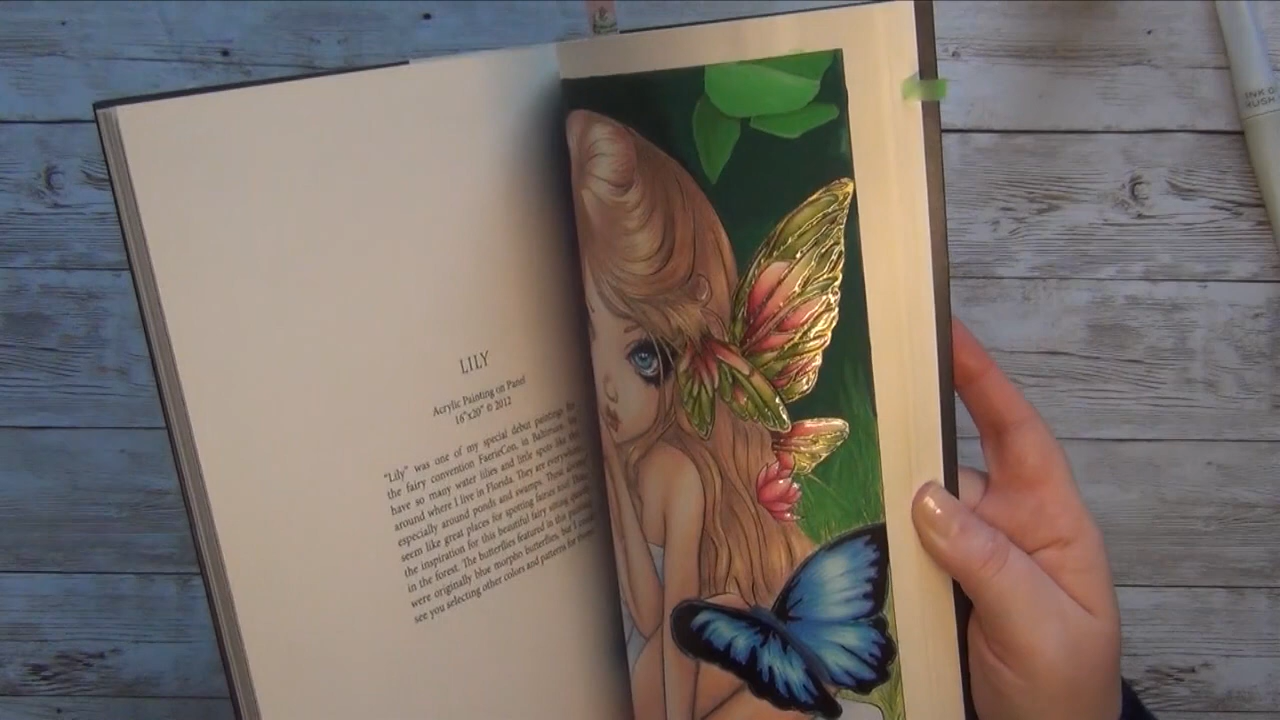 LILY
Acrylic Painting on Panel
16"x20" © 2012
"Lily" was one of my special debut paintings for
the fairy convention FaerieCon, in Baltimore. We
have so many water lilies and little spots like this
around where I live in Florida. They are everywhere,
especially around ponds and swamps. Those always
seem like great places for spotting fairies too!
the inspiration for this beautiful fairy sitting quietly
in the forest. The butterflies featured in this painting
were originally blue morpho butterflies, but I can
see you selecting other colors and patterns for them
INKO